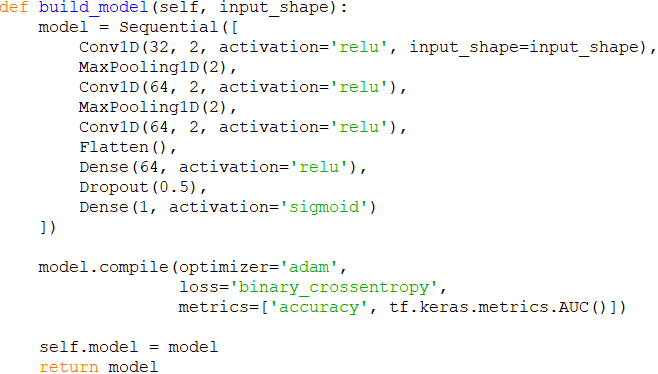 def build_model(self, input_shape):
    model = Sequential([
        Conv1D(32, 2, activation='relu', input_shape=input_shape),
        MaxPooling1D(2),
        Conv1D(64, 2, activation='relu'),
        MaxPooling1D(2),
        Conv1D(64, 2, activation='relu'),
        Flatten(),
        Dense(64, activation='relu'),
        Dropout(0.5),
        Dense(1, activation='sigmoid')
    ])

    model.compile(optimizer='adam',
                  loss='binary_crossentropy',
                  metrics=['accuracy', tf.keras.metrics.AUC()])

    self.model = model
    return model